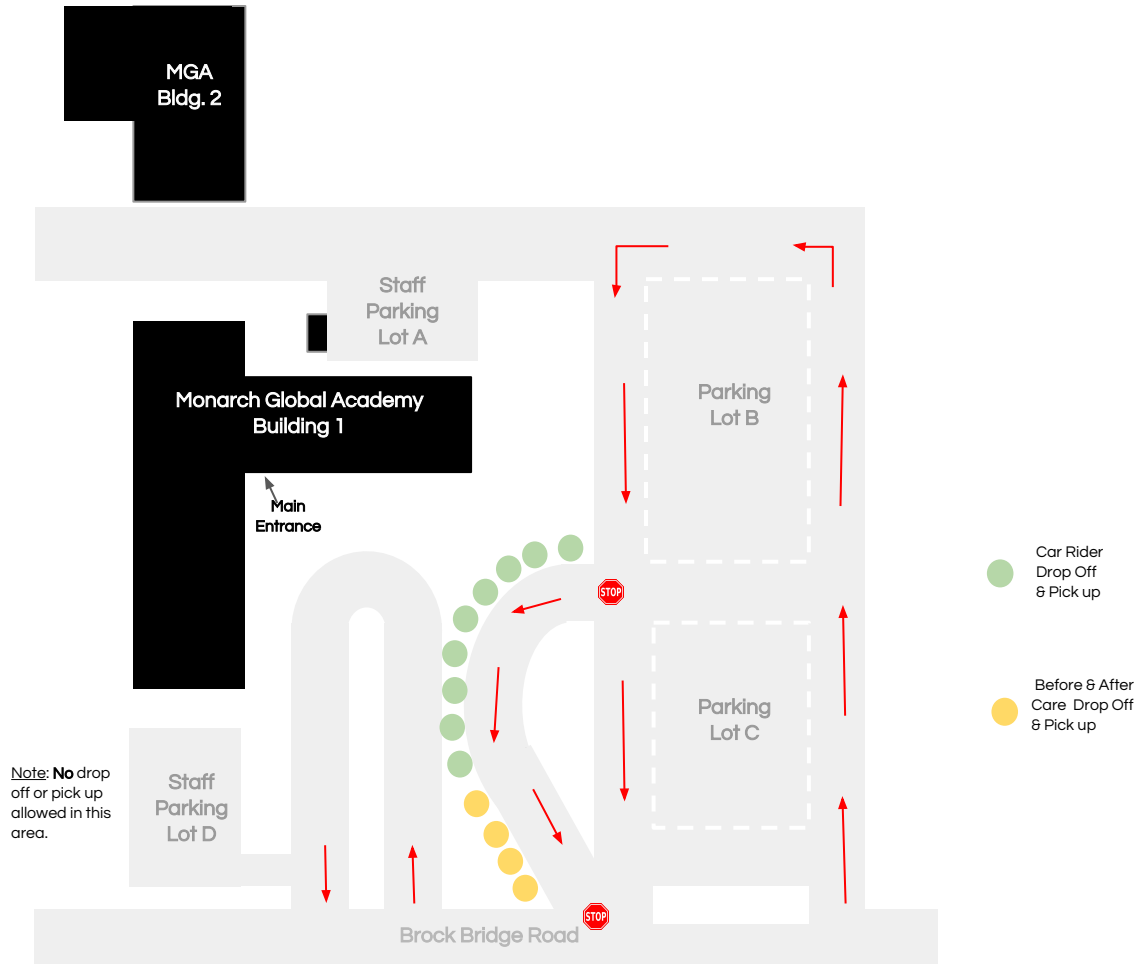 MGA
Bldg. 2
Staff
Parking
Lot A
Monarch Global Academy
Building 1
Main
Entrance
Parking
Lot B
STOP
Car Rider
Drop Off
& Pick up
Before & After
Care Drop Off
& Pick up
Parking
Lot C
Note: No drop
off or pick up
allowed in this
area.
Staff
Parking
Lot D
STOP
Brock Bridge Road